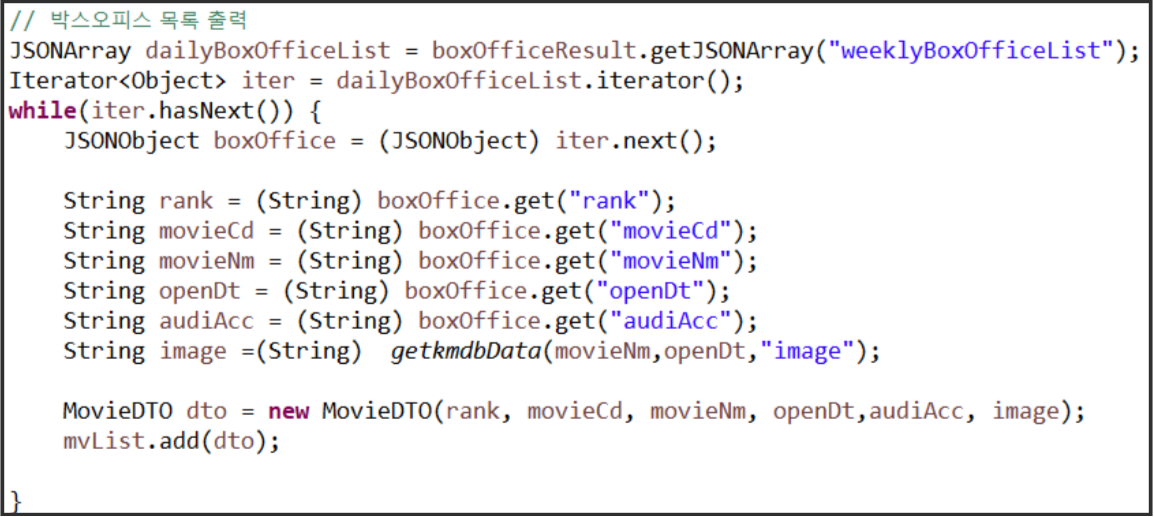 // 박스오피스 목록 출력
JSONArray dailyBoxOfficeList = boxOfficeResult.getJSONArray("weeklyBoxOfficeList");
Iterator<Object> iter = dailyBoxOfficeList.iterator();
while(iter.hasNext()) {
    JSONObject boxOffice = (JSONObject) iter.next();

    String rank = (String) boxOffice.get("rank");
    String movieCd = (String) boxOffice.get("movieCd");
    String movieNm = (String) boxOffice.get("movieNm");
    String openDt = (String) boxOffice.get("openDt");
    String audiAcc = (String) boxOffice.get("audiAcc");
    String image =(String)  getkmdbData(movieNm,openDt,"image");

    MovieDTO dto = new MovieDTO(rank, movieCd, movieNm, openDt,audiAcc, image);
    mvList.add(dto);

}